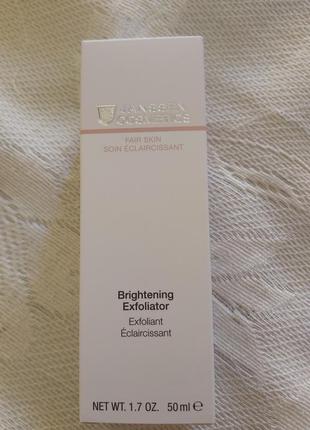 JANSSEN
COSMETICS
FAIR SKIN
SOIN ÉCLAIRCISSANT
Brightening
Exfoliator
Exfoliant
Éclaircissant
NET WT. 1.7 OZ. 50 ml ℮